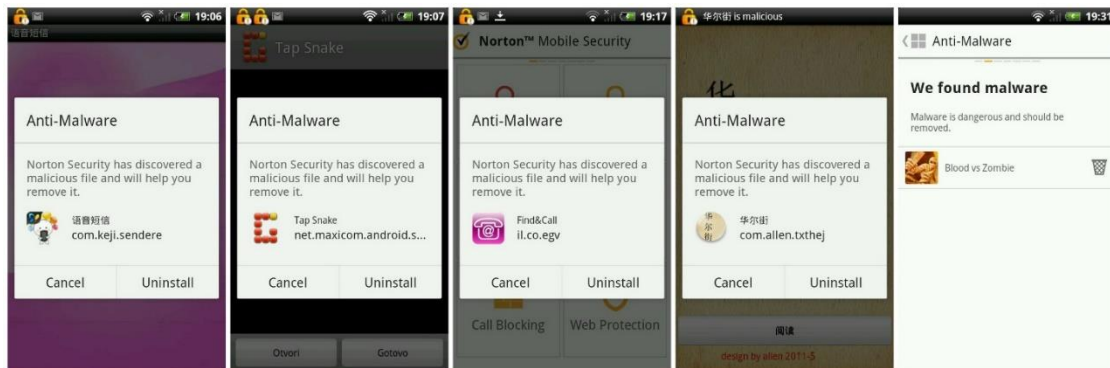 19:06
语音短信
Anti-Malware
Norton Security has discovered a
malicious file and will help you
remove it.
语音短信
com.keji.sendere
Cancel
Uninstall
19:07
Tap Snake
Anti-Malware
Norton Security has discovered a
malicious file and will help you
remove it.
Tap Snake
net.maxicom.android.s...
Cancel
Uninstall
Otvori
Gotovo
19:17
Norton™ Mobile Security
Anti-Malware
Norton Security has discovered a
malicious file and will help you
remove it.
Find&Call
il.co.egv
Cancel
Uninstall
Call Blocking
Web Protection
华尔街 is malicious
华
Anti-Malware
Norton Security has discovered a
malicious file and will help you
remove it.
华尔街
华尔街
com.allen.txthej
Cancel
Uninstall
阅读
design by allen 2011-5
19:37
Anti-Malware
We found malware
Malware is dangerous and should be
removed.
Blood vs Zombie